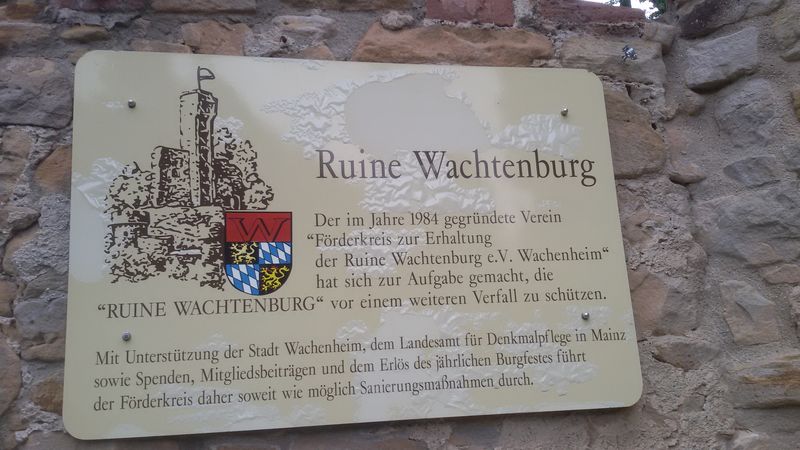 Ruine Wachtenburg
W
Der im Jahre 1984 gegründete Verein
“Förderkreis zur Erhaltung
der Ruine Wachtenburg e.V. Wachenheim“
hat sich zur Aufgabe gemacht, die
“RUINE WACHTENBURG“ vor einem weiteren Verfall zu schützen.
Mit Unterstützung der Stadt Wachenheim, dem Landesamt für Denkmalpflege in Mainz
sowie Spenden, Mitgliedsbeiträgen und dem Erlös des jährlichen Burgfestes führt
der Förderkreis daher soweit wie möglich Sanierungsmaßnahmen durch.